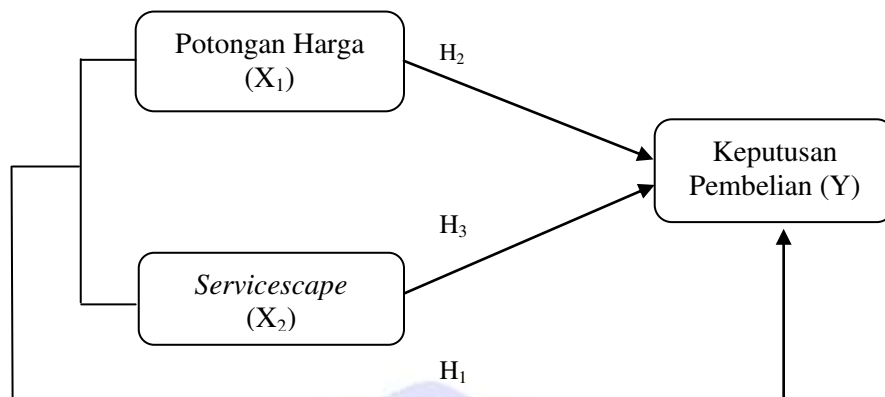 Potongan Harga
(X₁)
H₂
Keputusan
Pembelian (Y)
H₃
Servicescape
(X₂)
H₁